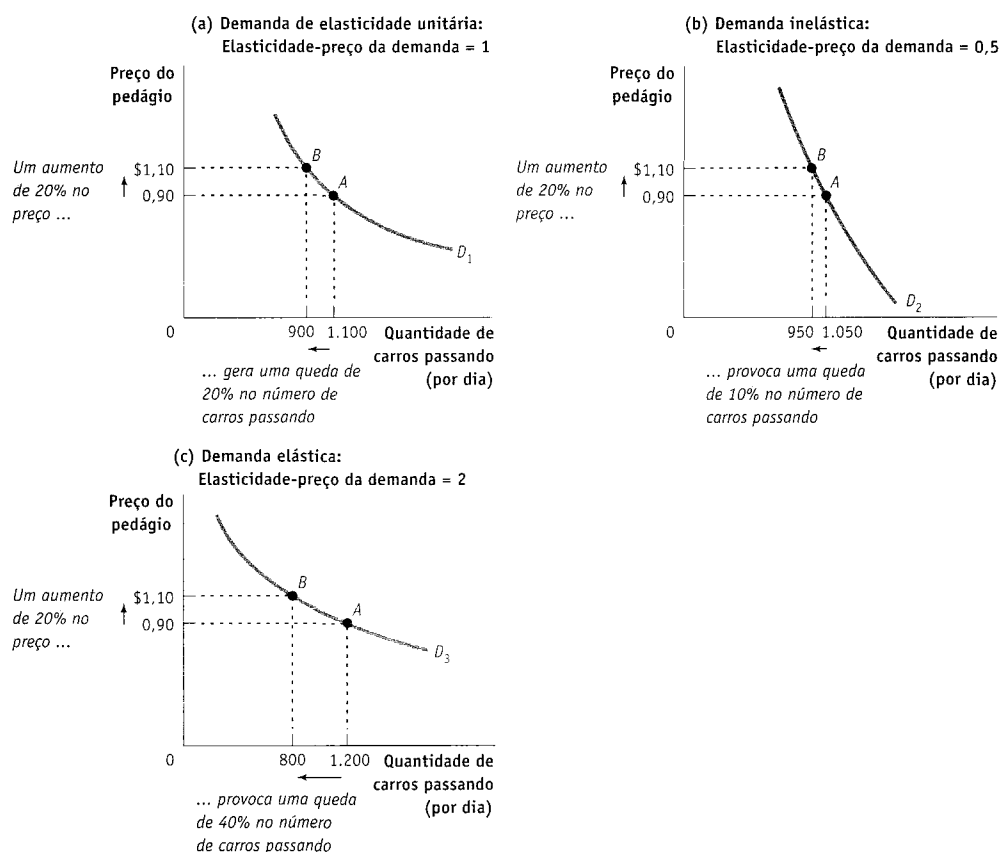 (a) Demanda de elasticidade unitária:
Elasticidade-preço da demanda = 1
Preço do
pedágio
Um aumento
de 20% no
preço ...
$1,10
0,90
B
A
D1
0
900
1.100
Quantidade de
carros passando
(por dia)
... gera uma queda de
20% no número de
carros passando
(b) Demanda inelástica:
Elasticidade-preço da demanda = 0,5
Preço do
pedágio
Um aumento
de 20% no
preço ...
$1,10
0,90
B
A
D2
0
950
1.050
Quantidade de
carros passando
(por dia)
... provoca uma queda
de 10% no número de
carros passando
(c) Demanda elástica:
Elasticidade-preço da demanda = 2
Preço do
pedágio
Um aumento
de 20% no
preço ...
$1,10
0,90
B
A
D3
0
800
1.200
Quantidade de
carros passando
(por dia)
... provoca uma queda
de 40% no número
de carros passando